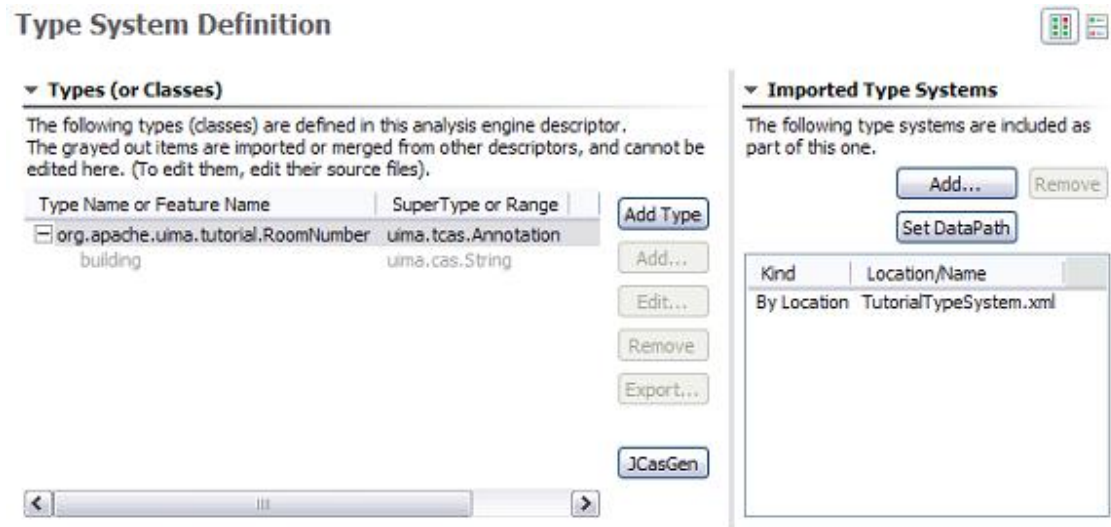 Type System Definition
Types (or Classes)
The following types (classes) are defined in this analysis engine descriptor.
The grayed out items are imported or merged from other descriptors, and cannot be
edited here. (To edit them, edit their source files).
Type Name or Feature Name SuperType or Range
org.apache.uima.tutorial.RoomNumber uima.tcas.Annotation
building uima.cas.String
Add Type
Add...
Edit...
Remove
Export...
JCasGen
Imported Type Systems
The following type systems are included as
part of this one.
Add... Remove
Set DataPath
Kind Location/Name
By Location TutorialTypeSystem.xml